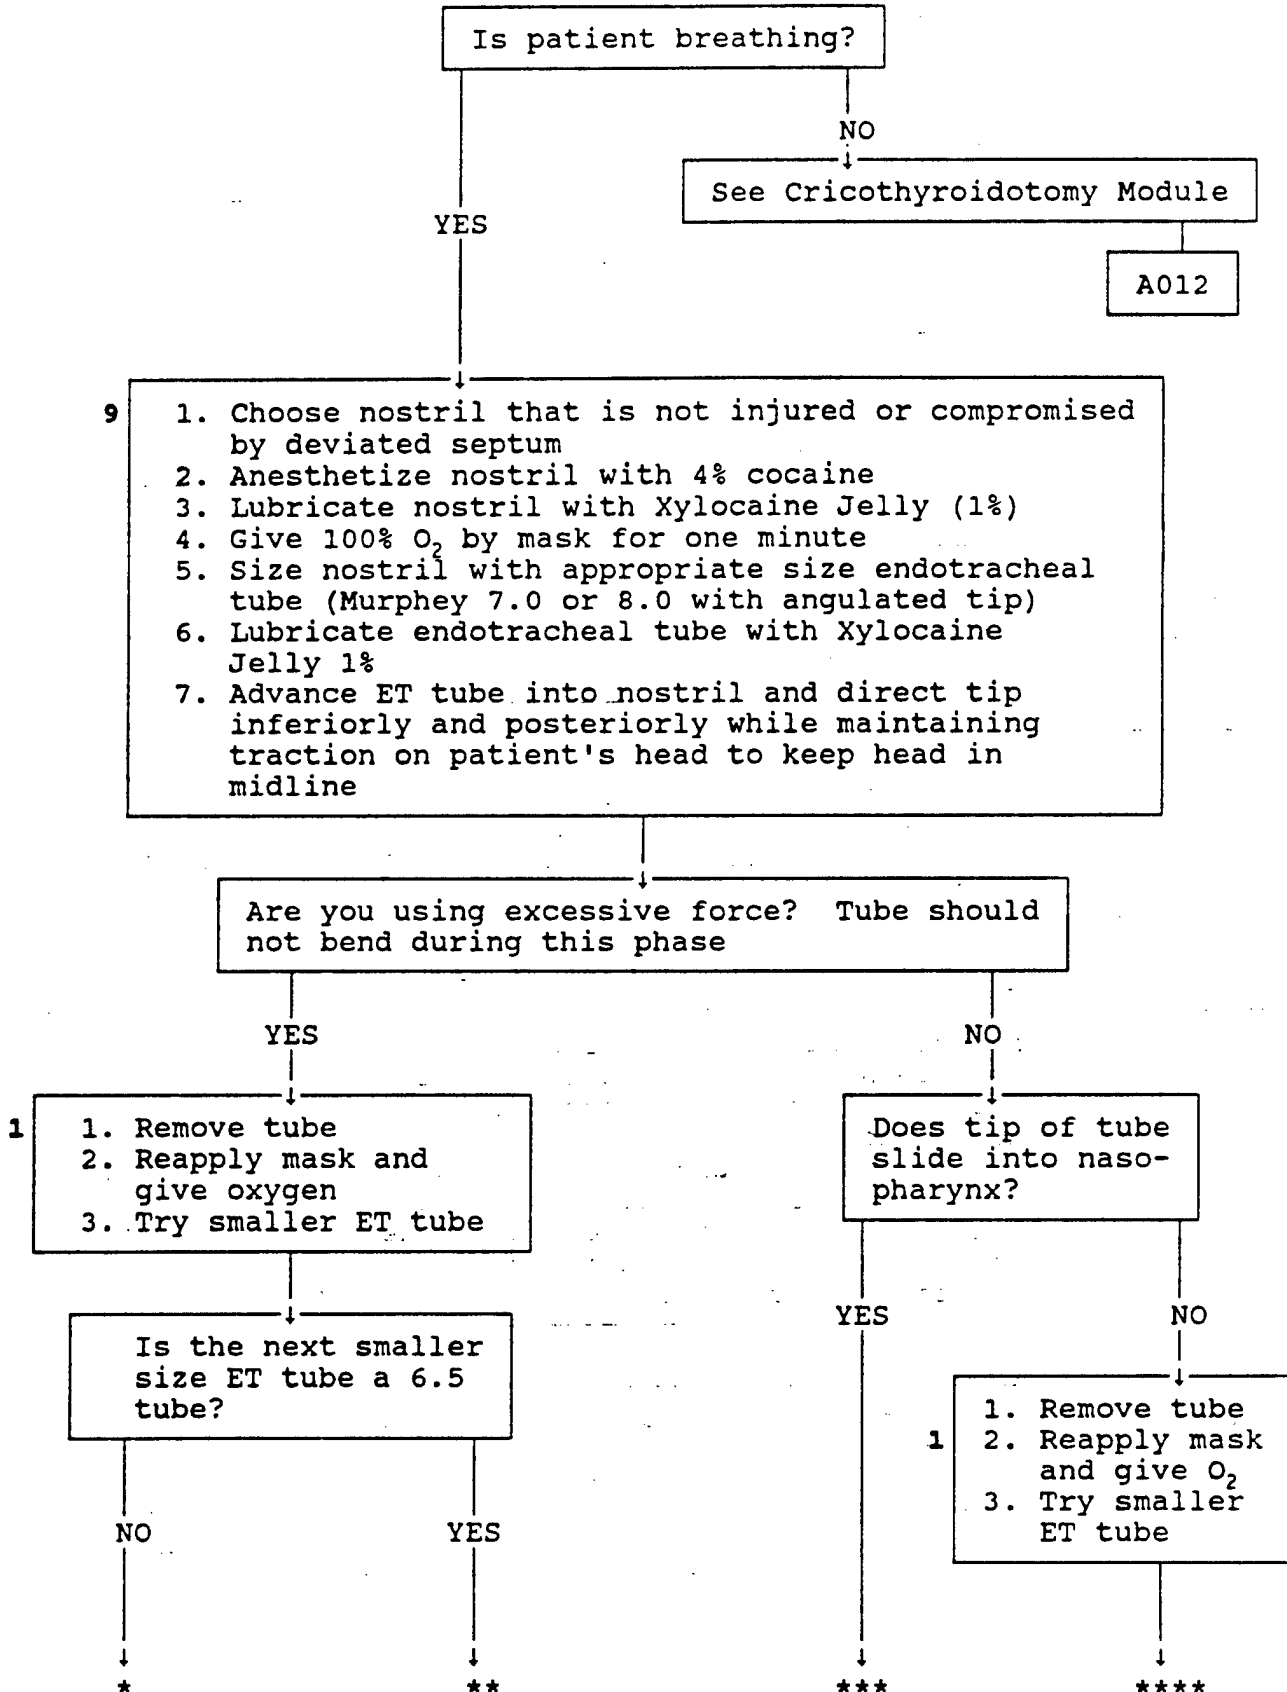 Is patient breathing?
NO
See Cricothyroidotomy Module
YES
A012
9
1. Choose nostril that is not injured or compromised
by deviated septum
2. Anesthetize nostril with 4% cocaine
3. Lubricate nostril with Xylocaine Jelly (1%)
4. Give 100% O₂ by mask for one minute
5. Size nostril with appropriate size endotracheal
tube (Murphey 7.0 or 8.0 with angulated tip)
6. Lubricate endotracheal tube with Xylocaine
Jelly 1%
7. Advance ET tube into nostril and direct tip
inferiorly and posteriorly while maintaining
traction on patient's head to keep head in
midline
Are you using excessive force? Tube should
not bend during this phase
YES
NO
1
1. Remove tube
2. Reapply mask and
give oxygen
3. Try smaller ET tube
Does tip of tube
slide into naso-
pharynx?
Is the next smaller
size ET tube a 6.5
tube?
YES
NO
1
1. Remove tube
2. Reapply mask
and give O₂
3. Try smaller
ET tube
NO
YES
*
**
***
****